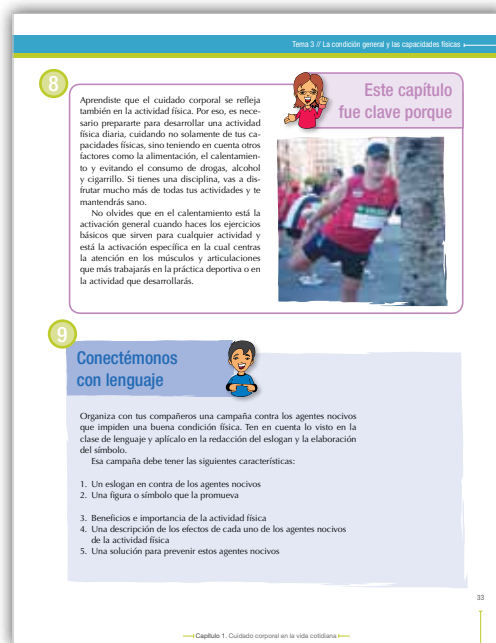 Tema 3 // La condición general y las capacidades físicas
8
Este capítulo
fue clave porque
Aprendiste que el cuidado corporal se refleja
también en la actividad física. Por eso, es nece-
sario prepararte para desarrollar una actividad
física diaria, cuidando no solamente de tus ca-
pacidades físicas, sino teniendo en cuenta otros
factores como la alimentación, el calentamien-
to y evitando el consumo de drogas, alcohol
y cigarrillo. Si tienes una disciplina, vas a dis-
frutar mucho más de todas tus actividades y te
mantendrás sano.
No olvides que en el calentamiento está la
activación general cuando haces los ejercicios
básicos que sirven para cualquier actividad y
está la activación específica en la cual centras
la atención en los músculos y articulaciones
que más trabajarás en la práctica deportiva o en
la actividad que desarrollarás.
9
Conectémonos
con lenguaje
Organiza con tus compañeros una campaña contra los agentes nocivos
que impiden una buena condición física. Ten en cuenta lo visto en la
clase de lenguaje y aplícalo en la redacción del eslogan y la elaboración
del símbolo.
Esa campaña debe tener las siguientes características:
1. Un eslogan en contra de los agentes nocivos
2. Una figura o símbolo que la promueva
3. Beneficios e importancia de la actividad física
4. Una descripción de los efectos de cada uno de los agentes nocivos
de la actividad física
5. Una solución para prevenir estos agentes nocivos
33
Capítulo 1. Cuidado corporal en la vida cotidiana